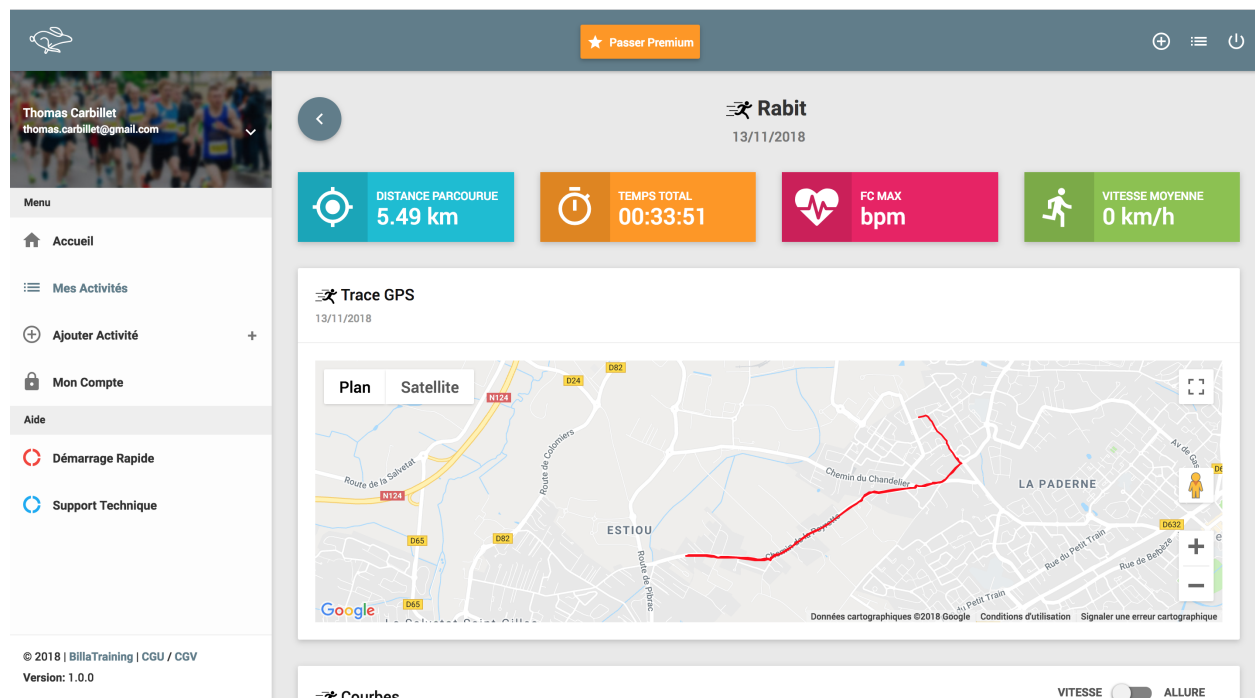 Passer Premium
Thomas Carbillet
thomas.carbillet@gmail.com
Menu
Accueil
Mes Activités
Ajouter Activité +
Mon Compte
Aide
Démarrage Rapide
Support Technique
© 2018 | BillaTraining | CGU / CGV
Version: 1.0.0
Rabit
13/11/2018
DISTANCE PARCOURUE
5.49 km
TEMPS TOTAL
00:33:51
FC MAX
bpm
VITESSE MOYENNE
0 km/h
Trace GPS
13/11/2018
Plan Satellite
D82
D24
N124
Route de Colomiers
Route de la Salvetat
N124
Chemin du Chandelier
LA PADERNE
Av de Gas
ESTIOU
D65
D82
D632
Route de Pibrac
Rue du Petit Train
Rue de Belbèze
D65
Google
Données cartographiques ©2018 Google Conditions d'utilisation Signaler une erreur cartographique
Courbes
VITESSE ALLURE